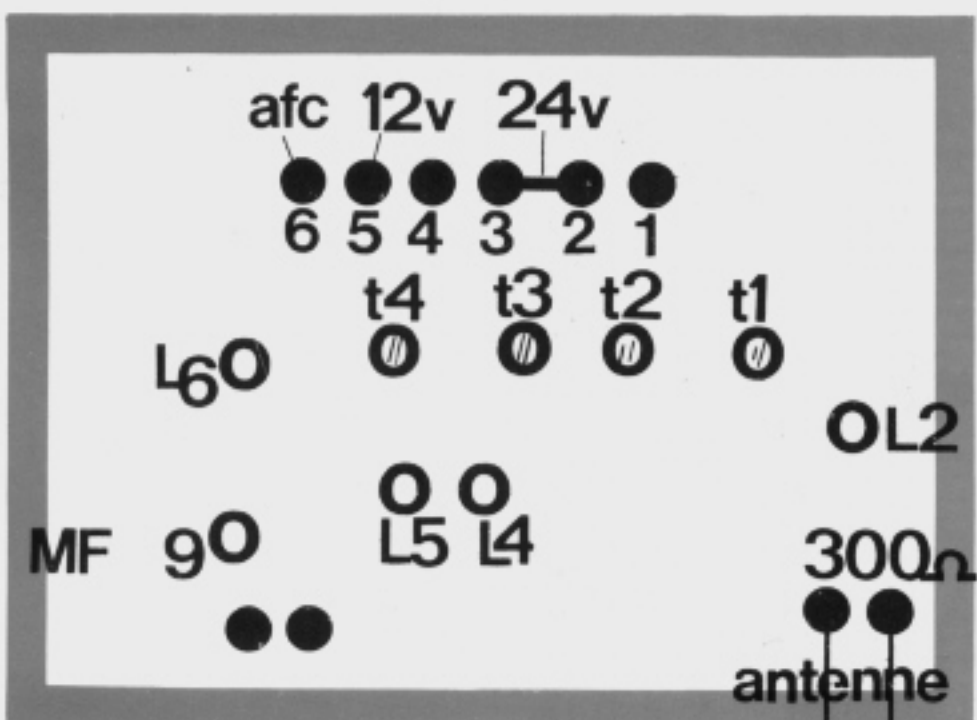 afc 12v 24v
6 5 4 3 2 1
t4 t3 t2 t1
L6
L2
L5 L4
MF 9 300Ω
antenne